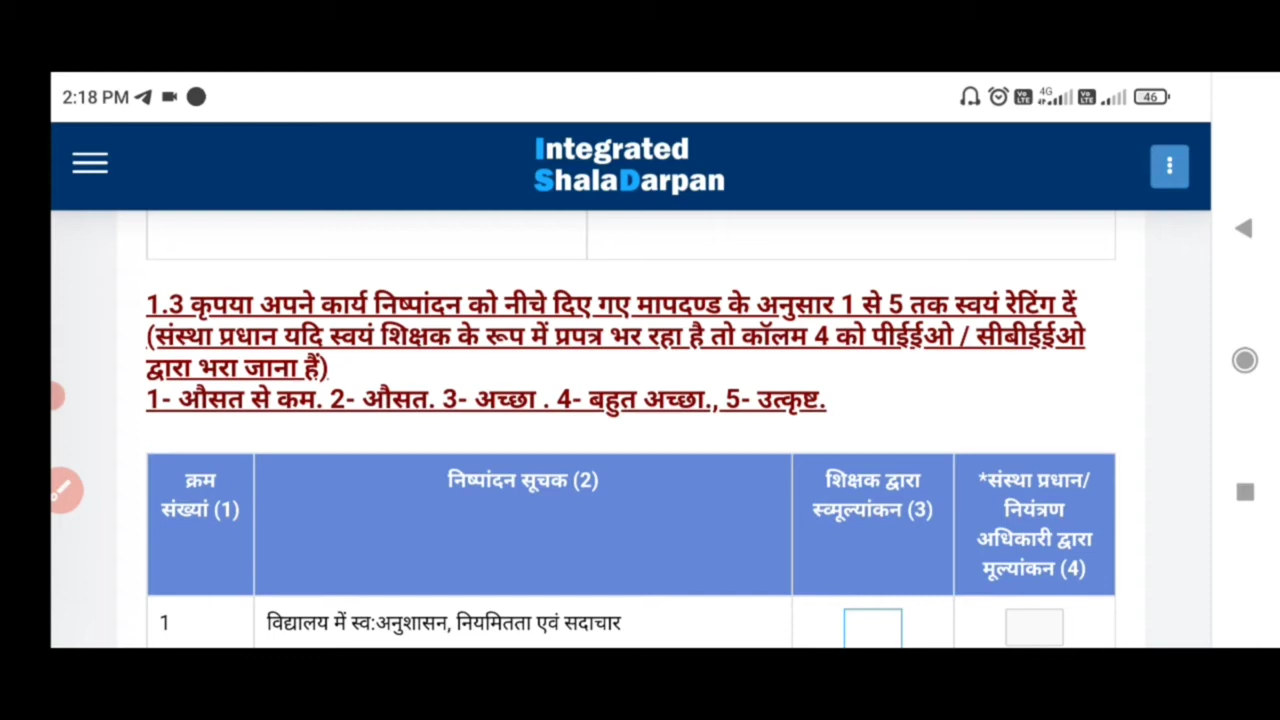 2:18 PM
4G
46
Integrated
ShalaDarpan
1.3 कृपया अपने कार्य निष्पांदन को नीचे दिए गए मापदण्ड के अनुसार 1 से 5 तक स्वयं रेटिंग दें
(संस्था प्रधान यदि स्वयं शिक्षक के रूप में प्रपत्र भर रहा है तो कॉलम 4 को पीईईओ / सीबीईईओ
द्वारा भरा जाना हैं)
1- औसत से कम. 2- औसत. 3- अच्छा . 4- बहुत अच्छा., 5- उत्कृष्ट.
क्रम
संख्यां (1)
निष्पांदन सूचक (2)
शिक्षक द्वारा
स्व्मूल्यांकन (3)
*संस्था प्रधान/
नियंत्रण
अधिकारी द्वारा
मूल्यांकन (4)
1
विद्यालय में स्व:अनुशासन, नियमितता एवं सदाचार